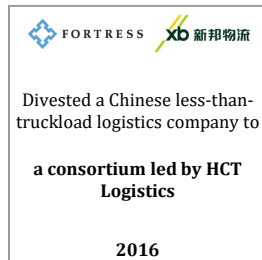 FORTRESS xb 新邦物流
Divested a Chinese less-than-
truckload logistics company to
a consortium led by HCT
Logistics
2016